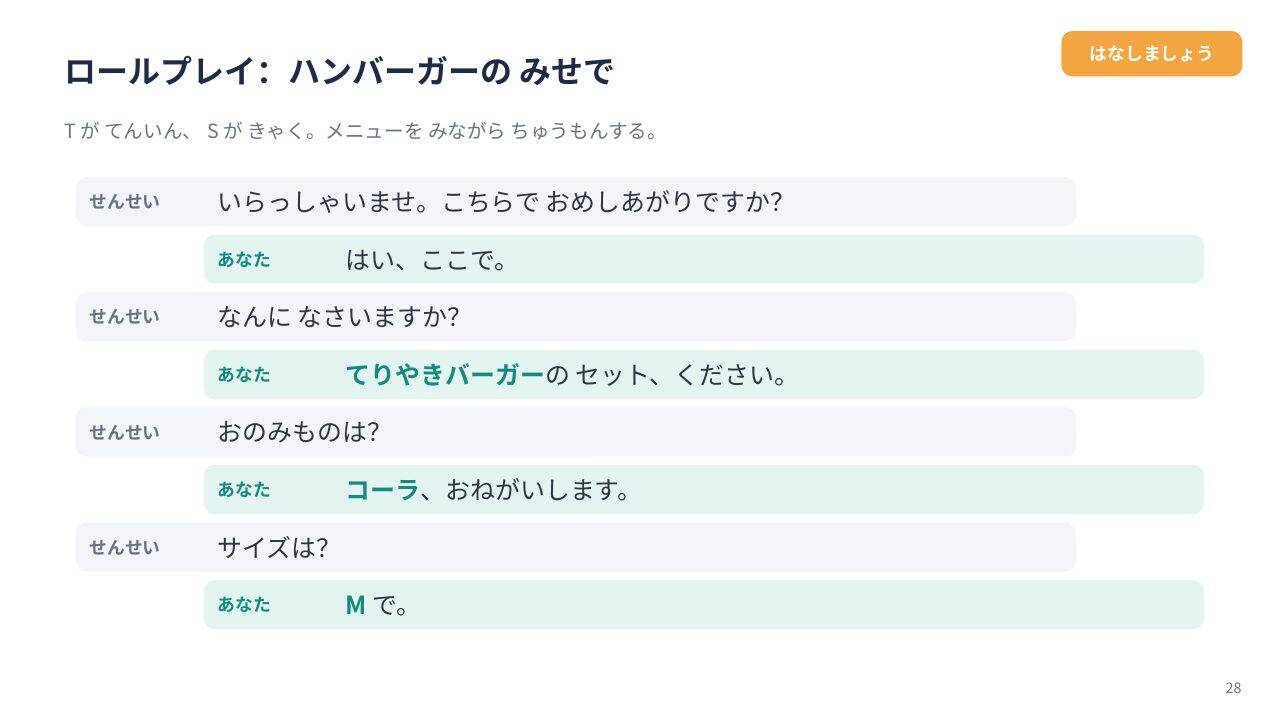 はなしましょう
ロールプレイ：ハンバーガーの みせで
T が てんいん、 S が きゃく。メニューを みながら ちゅうもんする。
せんせい いらっしゃいませ。こちらで おめしあがりですか？
あなた はい、ここで。
せんせい なんに なさいますか？
あなた てりやきバーガーの セット、ください。
せんせい おのみものは？
あなた コーラ、おねがいします。
せんせい サイズは？
あなた M で。
28